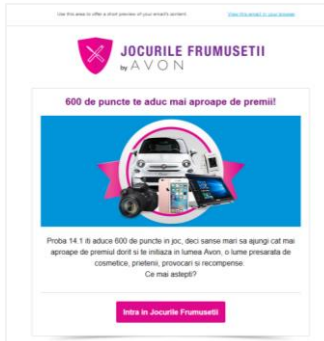 Use this area to offer a short preview of your email's content.
View this email in your browser
JOCURILE FRUMUSETII
by AVON
600 de puncte te aduc mai aproape de premii!
Proba 14.1 iti aduce 600 de puncte in joc, deci sanse mari sa ajungi cat mai
aproape de premiul dorit si te initiaza in lumea Avon, o lume presarata de
cosmetice, prietenii, provocari si recompense.
Ce mai astepti?
Intra in Jocurile Frumusetii